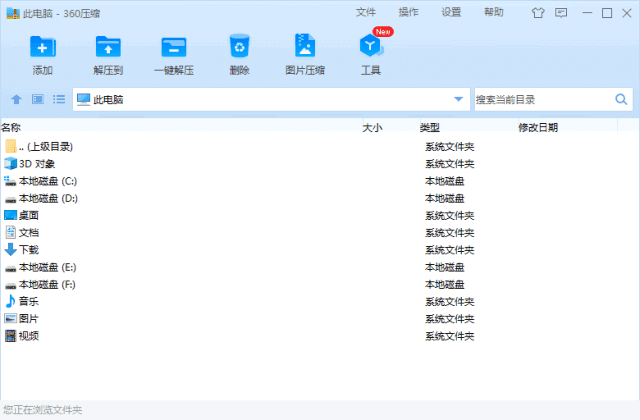 此电脑 - 360压缩 文件 操作 设置 帮助
New
添加 解压到 一键解压 删除 图片压缩 工具
此电脑 搜索当前目录
名称 大小 类型 修改日期
.. (上级目录) 系统文件夹
3D 对象 系统文件夹
本地磁盘 (C:) 本地磁盘
本地磁盘 (D:) 本地磁盘
桌面 系统文件夹
文档 系统文件夹
下载 系统文件夹
本地磁盘 (E:) 本地磁盘
本地磁盘 (F:) 本地磁盘
音乐 系统文件夹
图片 系统文件夹
视频 系统文件夹
您正在浏览文件夹